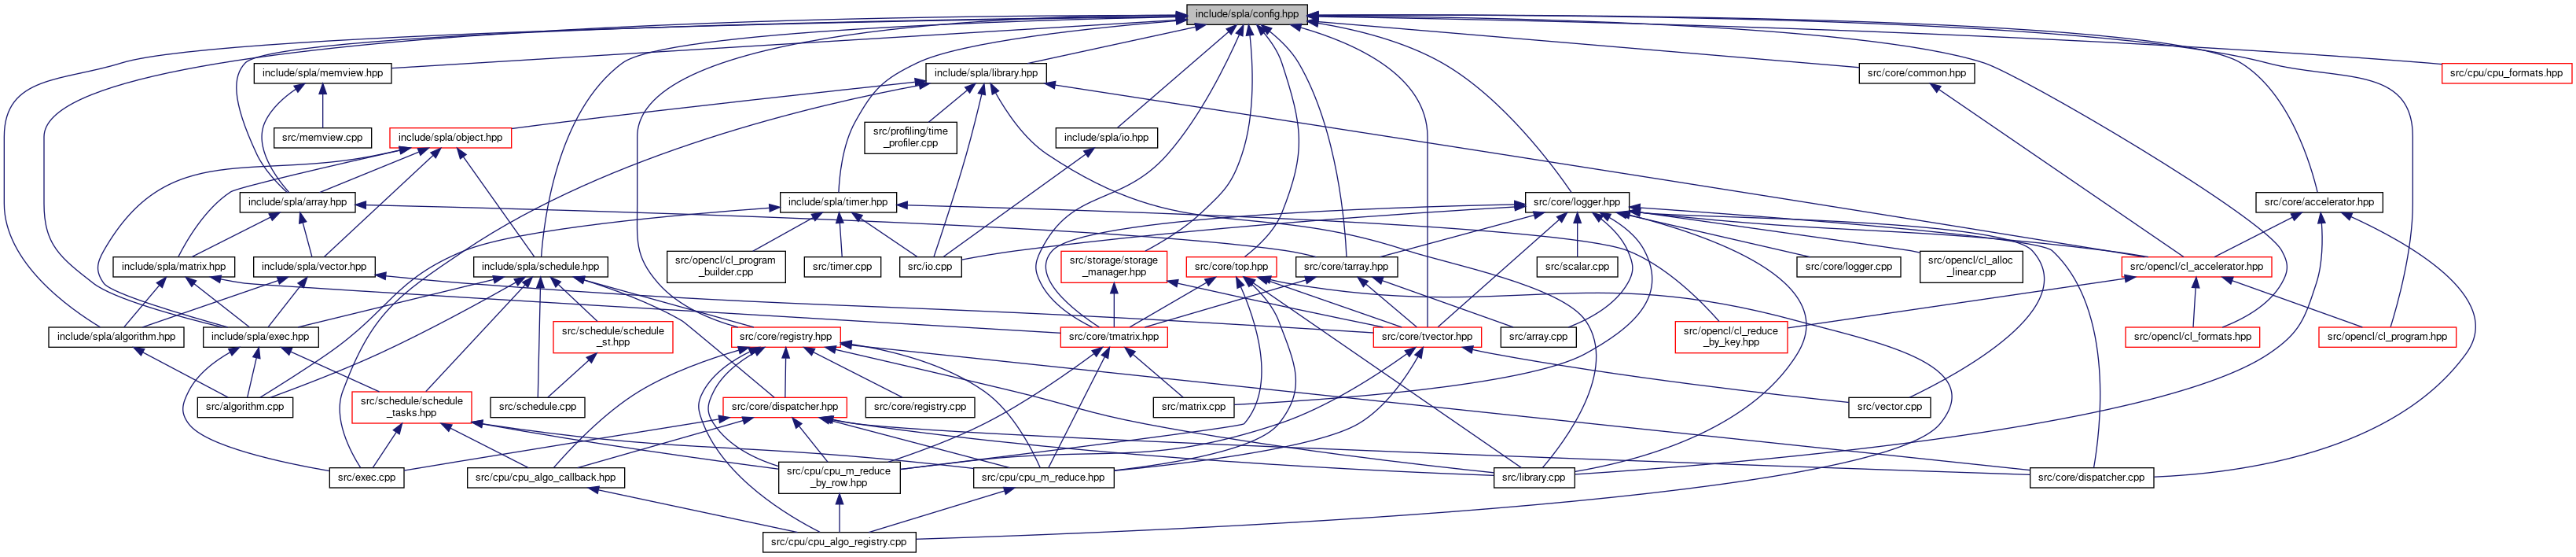 include/spla/config.hpp
include/spla/memview.hpp
include/spla/library.hpp
src/core/common.hpp
src/cpu/cpu_formats.hpp
src/memview.cpp
include/spla/object.hpp
src/profiling/time
_profiler.cpp
include/spla/io.hpp
include/spla/array.hpp
include/spla/timer.hpp
src/core/logger.hpp
src/core/accelerator.hpp
include/spla/matrix.hpp
include/spla/vector.hpp
include/spla/schedule.hpp
src/opencl/cl_program
_builder.cpp
src/timer.cpp
src/io.cpp
src/storage/storage
_manager.hpp
src/core/top.hpp
src/core/tarray.hpp
src/scalar.cpp
src/core/logger.cpp
src/opencl/cl_alloc
_linear.cpp
src/opencl/cl_accelerator.hpp
include/spla/algorithm.hpp
include/spla/exec.hpp
src/schedule/schedule
_st.hpp
src/core/registry.hpp
src/core/tmatrix.hpp
src/core/tvector.hpp
src/array.cpp
src/opencl/cl_reduce
_by_key.hpp
src/opencl/cl_formats.hpp
src/opencl/cl_program.hpp
src/algorithm.cpp
src/schedule/schedule
_tasks.hpp
src/schedule.cpp
src/core/dispatcher.hpp
src/core/registry.cpp
src/matrix.cpp
src/vector.cpp
src/exec.cpp
src/cpu/cpu_algo_callback.hpp
src/cpu/cpu_m_reduce
_by_row.hpp
src/cpu/cpu_m_reduce.hpp
src/library.cpp
src/core/dispatcher.cpp
src/cpu/cpu_algo_registry.cpp